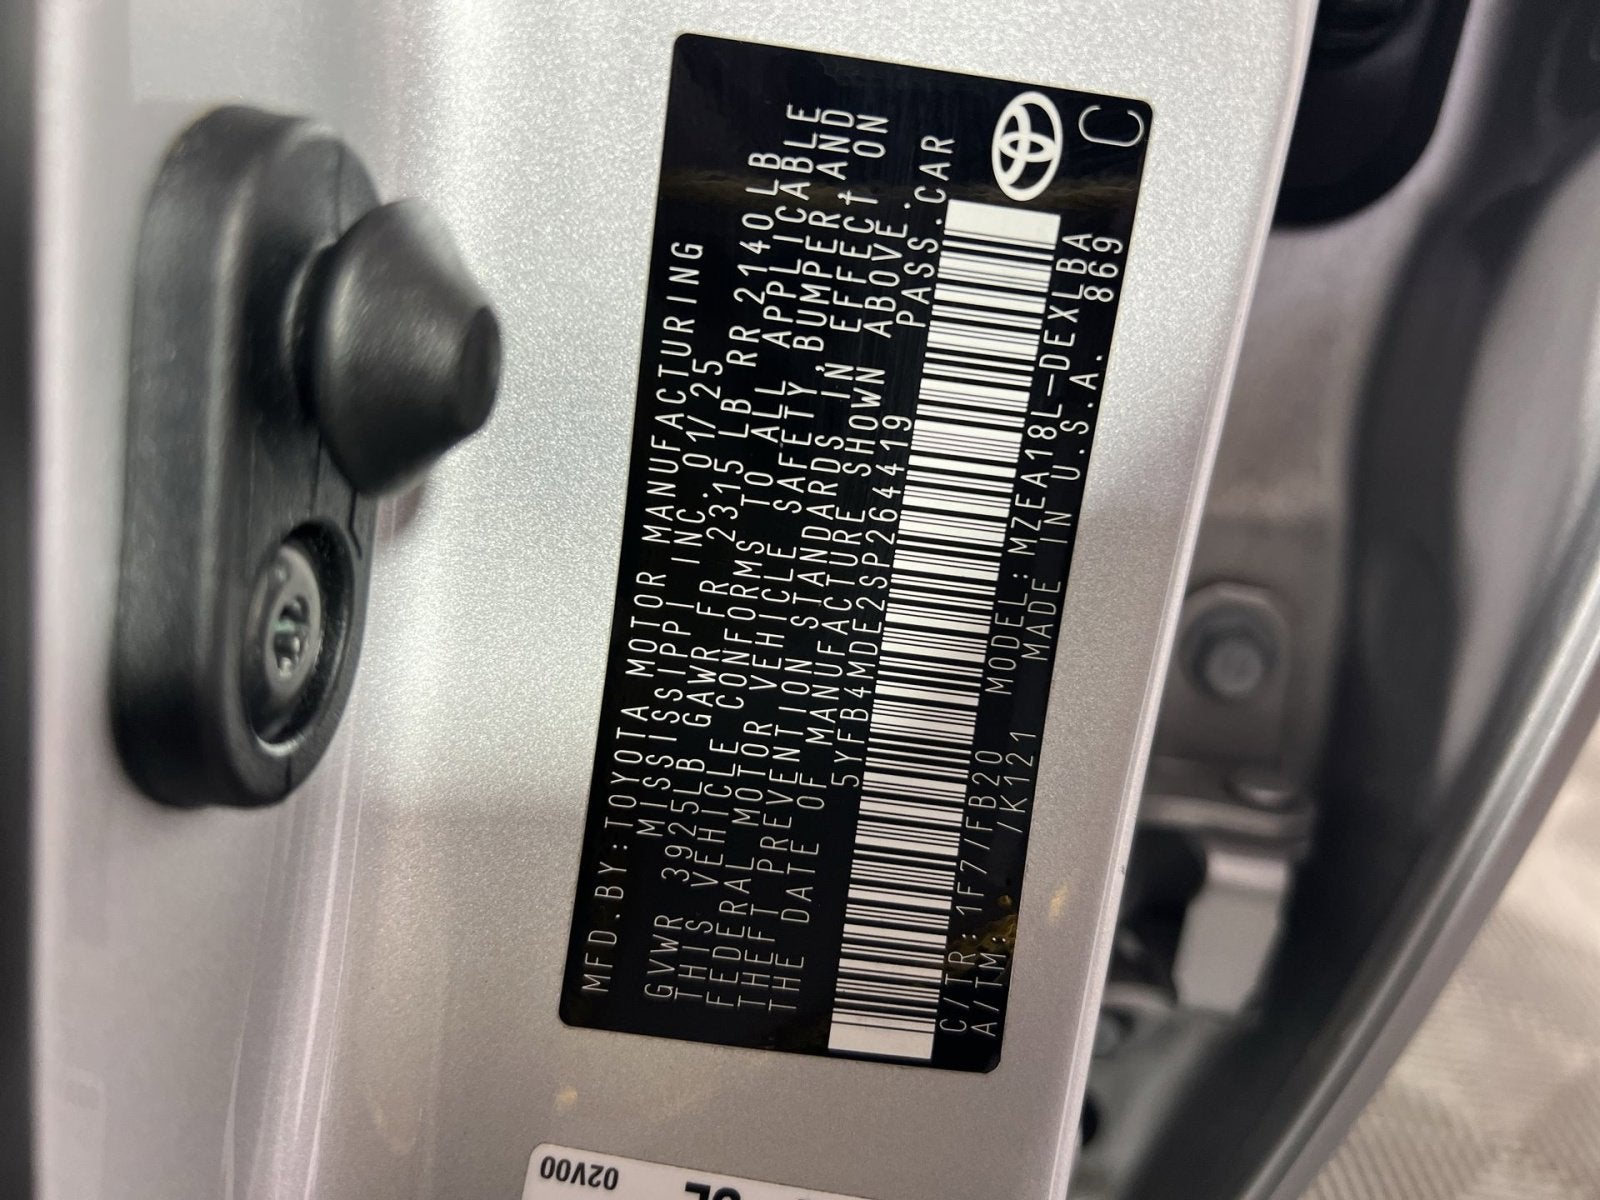 MFD.BY:TOYOTA MOTOR MANUFACTURING
MISSISSIPPI INC. 01/25
GVWR 3925LB GAWR FR 2315 LB RR 2140 LB
THIS VEHICLE CONFORMS TO ALL APPLICABLE
FEDERAL MOTOR VEHICLE SAFETY, BUMPER AND
THEFT PREVENTION STANDARDS IN EFFECT ON
THE DATE OF MANUFACTURE SHOWN ABOVE.
5YFB4MDE2SP264419 PASS.CAR
C/TR: 1F7/FB20 MODEL:MZEA18L-DEXLBA
A/TM: /K121 MADE IN U.S.A. 869
C
02V00